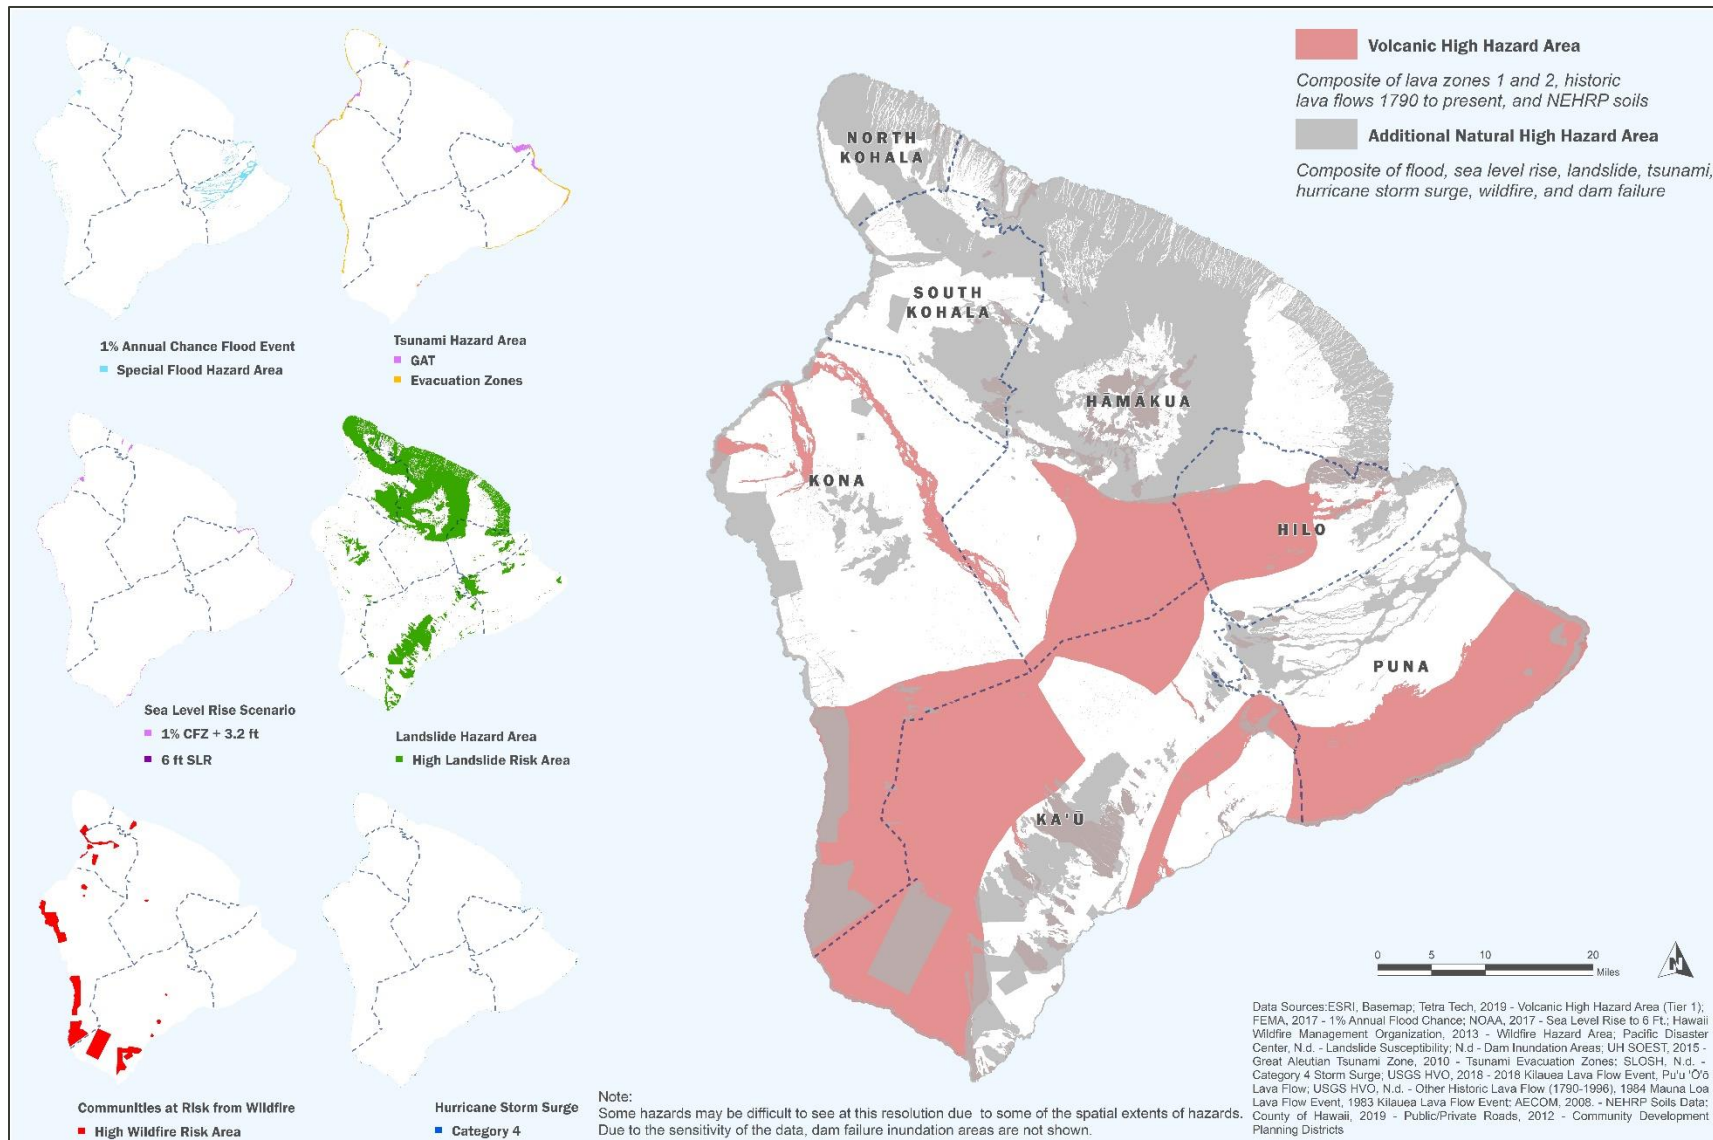 1% Annual Chance Flood Event
Special Flood Hazard Area
Tsunami Hazard Area
GAT
Evacuation Zones
Sea Level Rise Scenario
1% CFZ + 3.2 ft
6 ft SLR
Landslide Hazard Area
High Landslide Risk Area
Communities at Risk from Wildfire
High Wildfire Risk Area
Hurricane Storm Surge
Category 4
Volcanic High Hazard Area
Composite of lava zones 1 and 2, historic
lava flows 1790 to present, and NEHRP soils
Additional Natural High Hazard Area
Composite of flood, sea level rise, landslide, tsunami,
hurricane storm surge, wildfire, and dam failure
NORTH
KOHALA
SOUTH
KOHALA
HĀMĀKUA
KONA
HILO
PUNA
KA'Ū
0 5 10 20
Miles
N
Note:
Some hazards may be difficult to see at this resolution due to some of the spatial extents of hazards.
Due to the sensitivity of the data, dam failure inundation areas are not shown.
Data Sources:ESRI, Basemap; Tetra Tech, 2019 - Volcanic High Hazard Area (Tier 1);
FEMA, 2017 - 1% Annual Flood Chance; NOAA, 2017 - Sea Level Rise to 6 Ft.; Hawaii
Wildfire Management Organization, 2013 - Wildfire Hazard Area; Pacific Disaster
Center, N.d. - Landslide Susceptibility; N.d - Dam Inundation Areas; UH SOEST, 2015 -
Great Aleutian Tsunami Zone, 2010 - Tsunami Evacuation Zones; SLOSH, N.d. -
Category 4 Storm Surge; USGS HVO, 2018 - 2018 Kilauea Lava Flow Event, Pu'u 'Ō'ō
Lava Flow; USGS HVO, N.d. - Other Historic Lava Flow (1790-1996), 1984 Mauna Loa
Lava Flow Event, 1983 Kilauea Lava Flow Event; AECOM, 2008. - NEHRP Soils Data;
County of Hawaii, 2019 - Public/Private Roads, 2012 - Community Development
Planning Districts